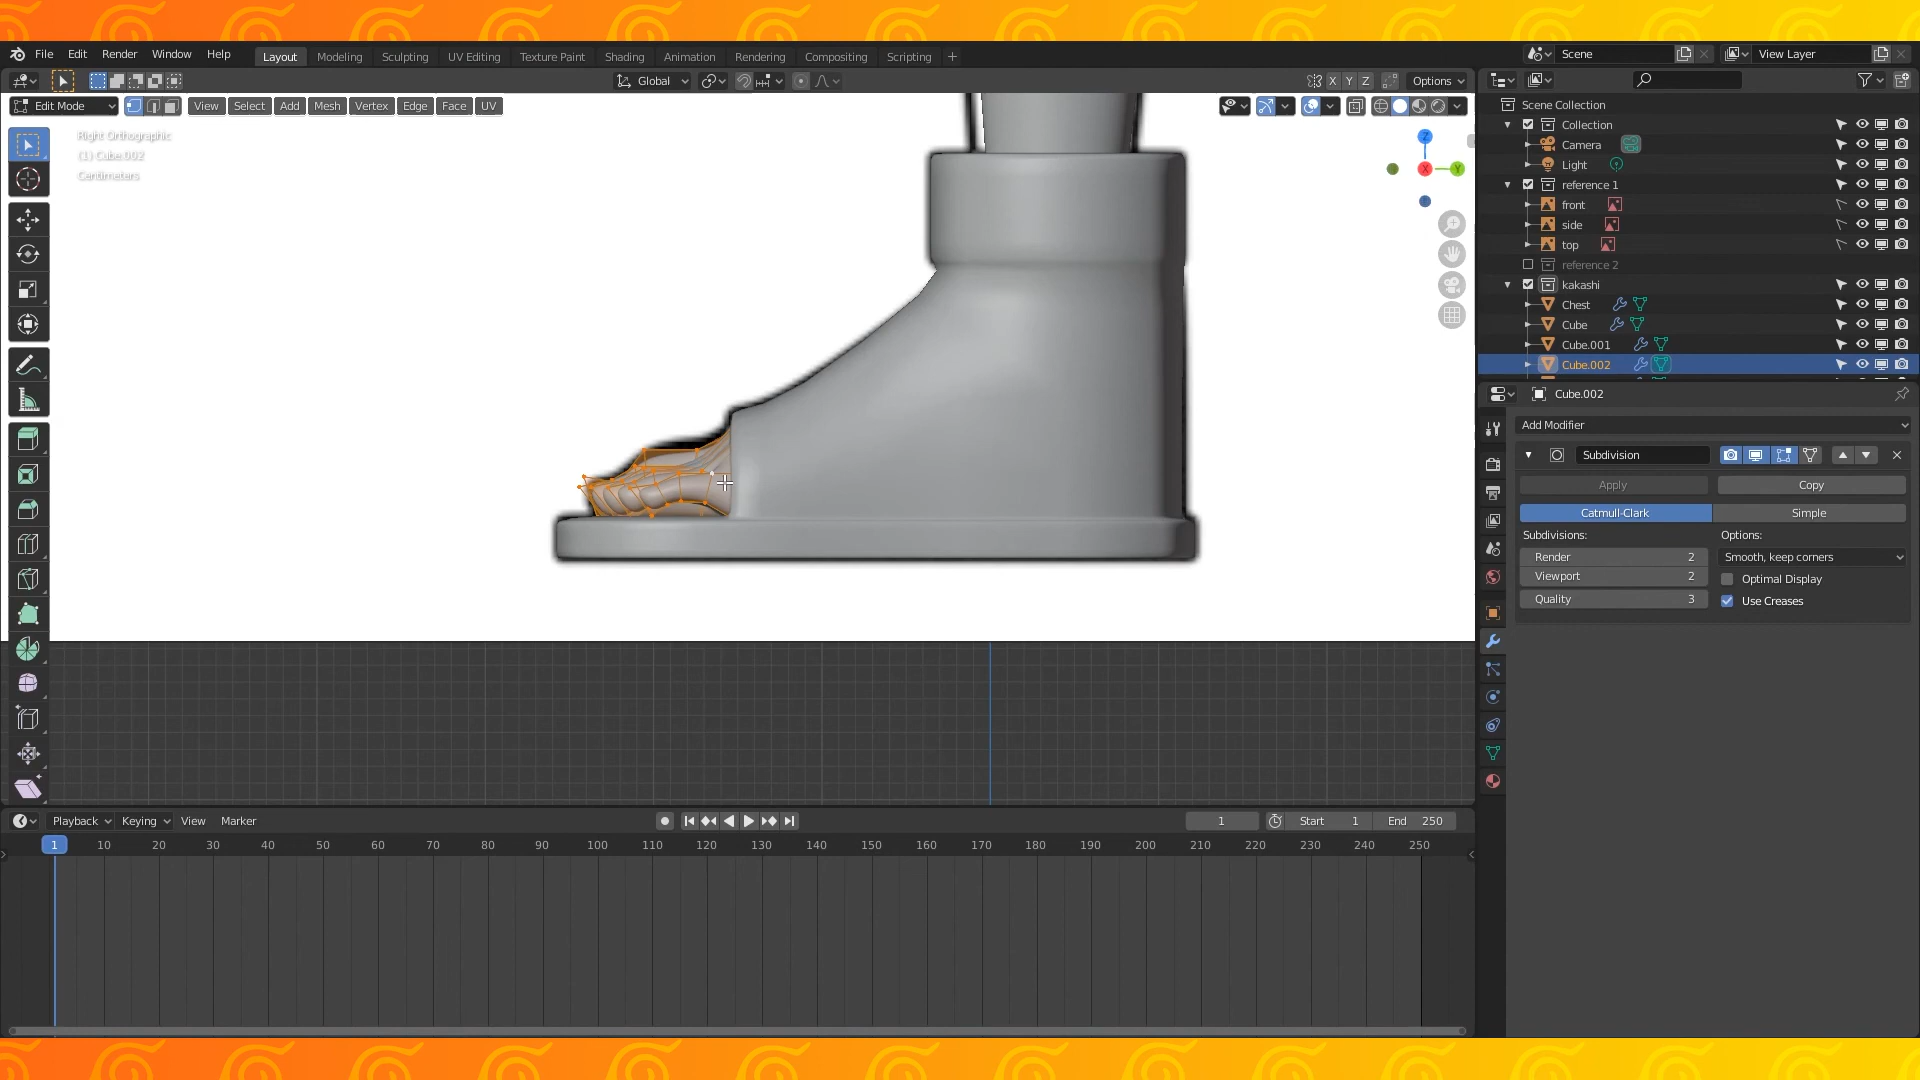 File Edit Render Window Help Layout Modeling Sculpting UV Editing Texture Paint Shading Animation Rendering Compositing Scripting + Scene View Layer
Global X Y Z Options
Edit Mode View Select Add Mesh Vertex Edge Face UV
Right Orthographic
(1) Cube.002
Centimeters
Z
X
Y
Scene Collection
Collection
Camera
Light
reference 1
front
side
top
reference 2
kakashi
Chest
Cube
Cube.001
Cube.002
Cube.002
Add Modifier
Subdivision
Apply Copy
Catmull-Clark Simple
Subdivisions: Options:
Render 2 Smooth, keep corners
Viewport 2 Optimal Display
Quality 3 Use Creases
Playback Keying View Marker 1 Start 1 End 250
1 10 20 30 40 50 60 70 80 90 100 110 120 130 140 150 160 170 180 190 200 210 220 230 240 250